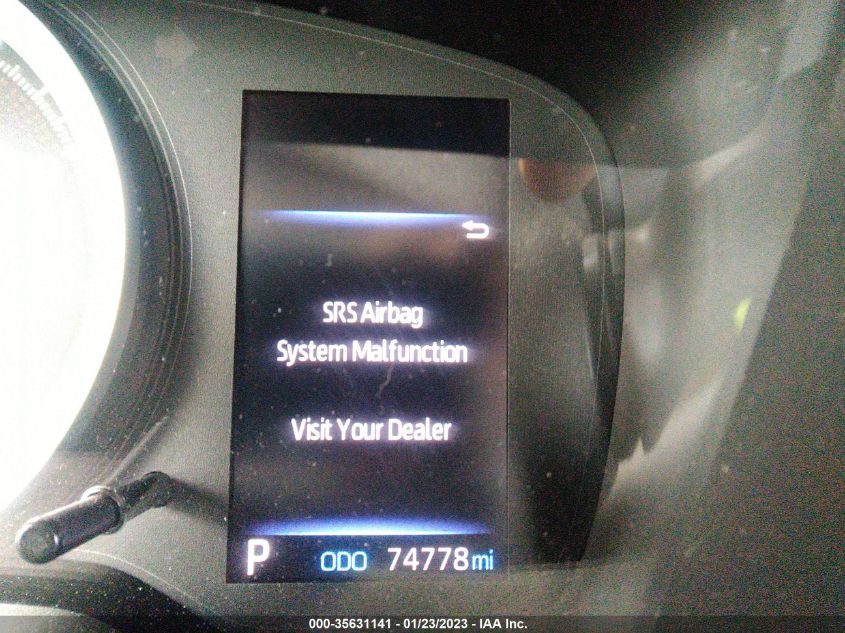 SRS Airbag
System Malfunction
Visit Your Dealer
P ODO 74778 mi
000-35631141 - 01/23/2023 - IAA Inc.